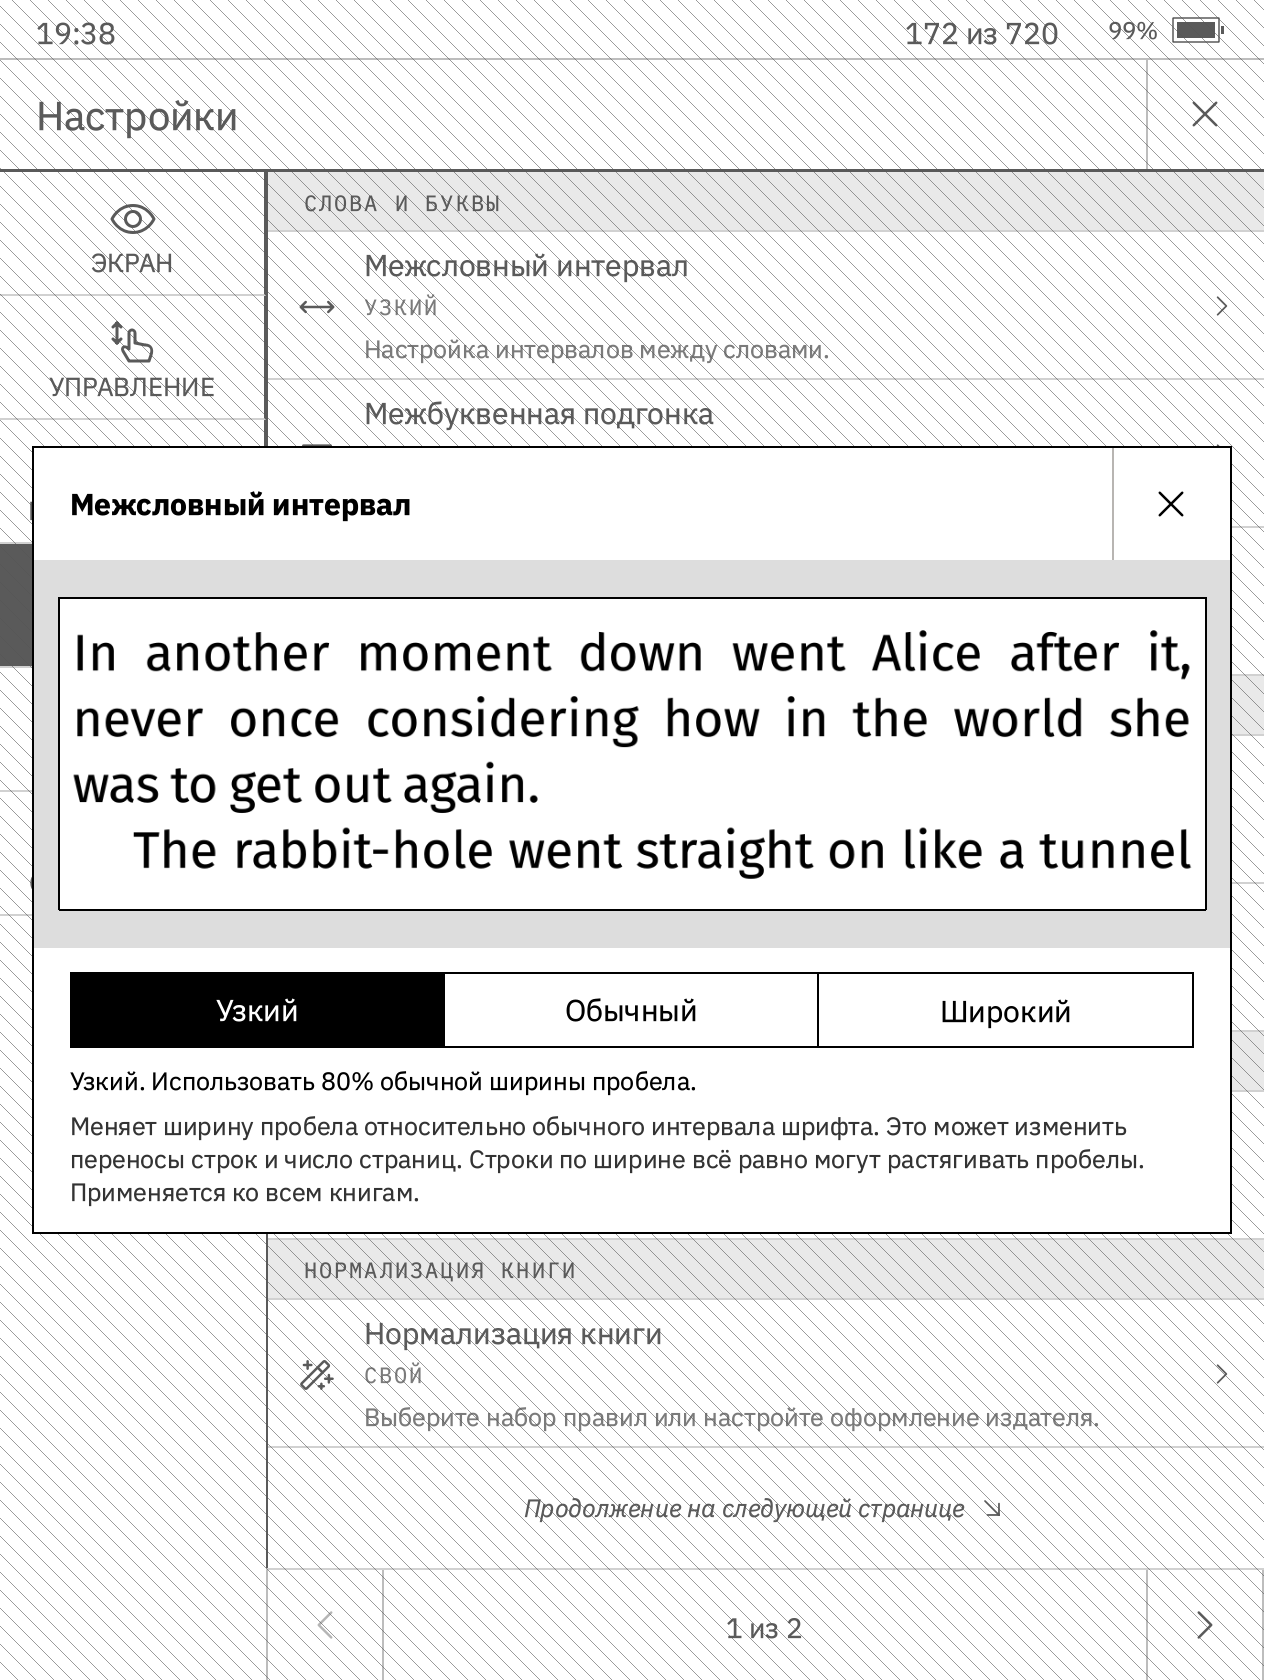 19:38
172 из 720
99%
Настройки
ЭКРАН
УПРАВЛЕНИЕ
СЛОВА И БУКВЫ
Межсловный интервал
УЗКИЙ
Настройка интервалов между словами.
Межбуквенная подгонка
Межсловный интервал
In another moment down went Alice after it,
never once considering how in the world she
was to get out again.
The rabbit-hole went straight on like a tunnel
Узкий
Обычный
Широкий
Узкий. Использовать 80% обычной ширины пробела.
Меняет ширину пробела относительно обычного интервала шрифта. Это может изменить
переносы строк и число страниц. Строки по ширине всё равно могут растягивать пробелы.
Применяется ко всем книгам.
НОРМАЛИЗАЦИЯ КНИГИ
Нормализация книги
СВОЙ
Выберите набор правил или настройте оформление издателя.
Продолжение на следующей странице
1 из 2